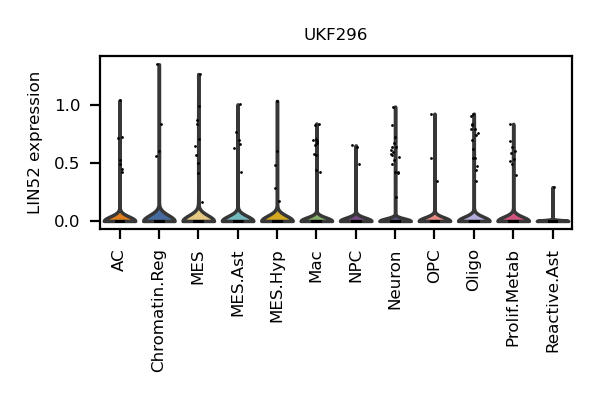 UKF296
LIN52 expression
1.0
0.5
0.0
AC
Chromatin.Reg
MES
MES.Ast
MES.Hyp
Mac
NPC
Neuron
OPC
Oligo
Prolif.Metab
Reactive.Ast